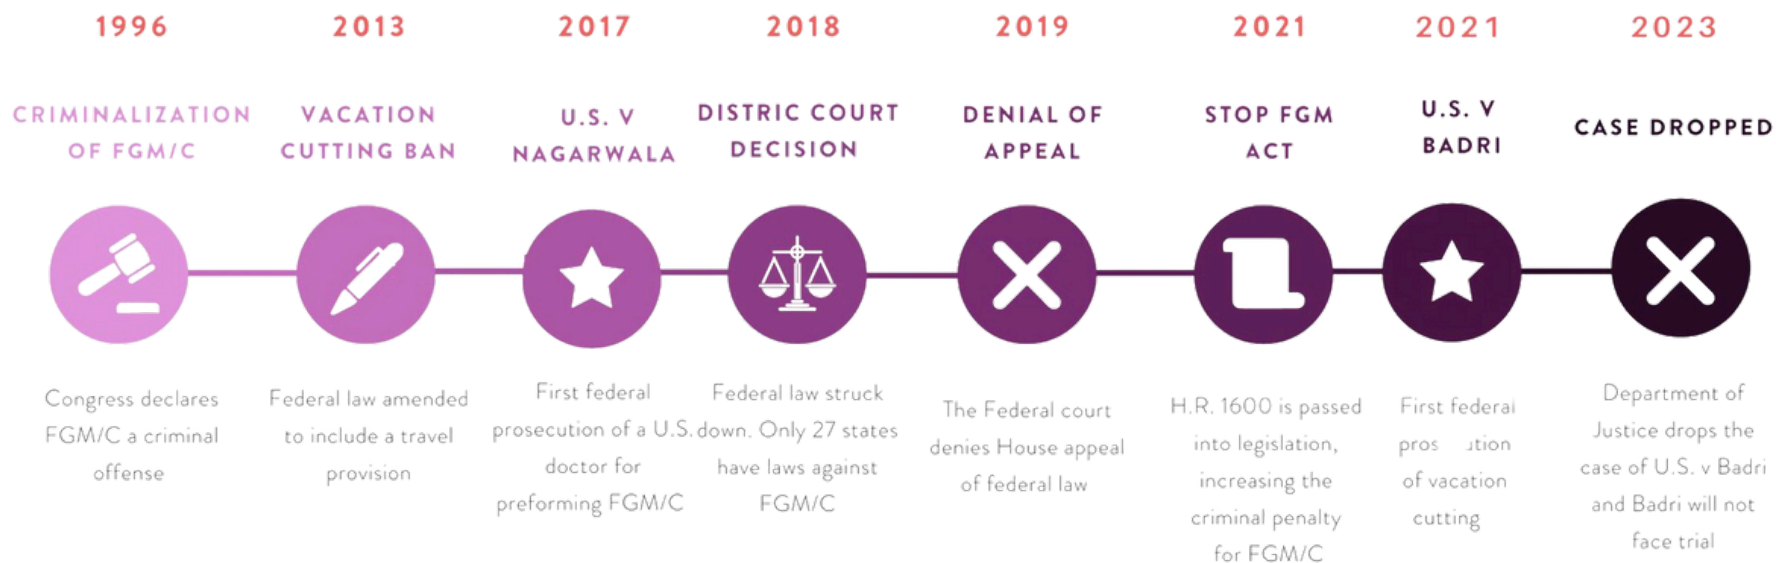 1996
CRIMINALIZATION
OF FGM/C
Congress declares
FGM/C a criminal
offense
2013
VACATION
CUTTING BAN
Federal law amended
to include a travel
provision
2017
U.S. V
NAGARWALA
First federal
prosecution of a U.S.
doctor for
preforming FGM/C
2018
DISTRIC COURT
DECISION
Federal law struck
down. Only 27 states
have laws against
FGM/C
2019
DENIAL OF
APPEAL
The Federal court
denies House appeal
of federal law
2021
STOP FGM
ACT
H.R. 1600 is passed
into legislation,
increasing the
criminal penalty
for FGM/C
2021
U.S. V
BADRI
First federal
of vacation
cutting
2023
CASE DROPPED
Department of
Justice drops the
case of U.S. v Badri
and Badri will not
face trial